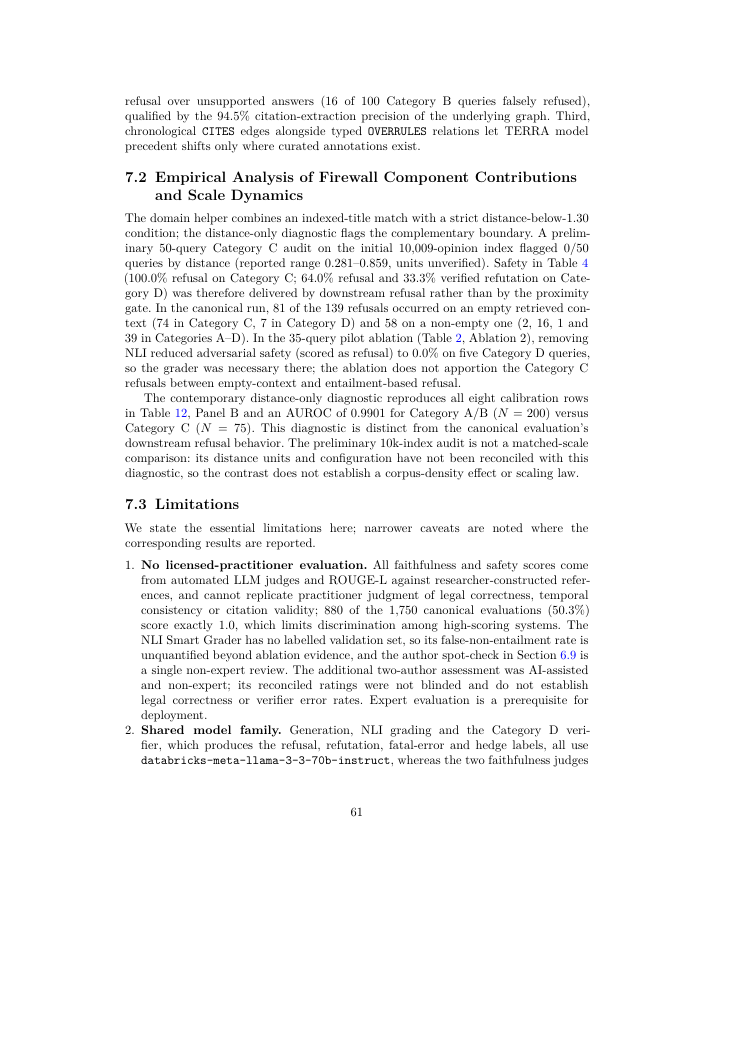 refusal over unsupported answers (16 of 100 Category B queries falsely refused),
qualified by the 94.5% citation-extraction precision of the underlying graph. Third,
chronological CITES edges alongside typed OVERRULES relations let TERRA model
precedent shifts only where curated annotations exist.
7.2 Empirical Analysis of Firewall Component Contributions
and Scale Dynamics
The domain helper combines an indexed-title match with a strict distance-below-1.30
condition; the distance-only diagnostic flags the complementary boundary. A prelim-
inary 50-query Category C audit on the initial 10,009-opinion index flagged 0/50
queries by distance (reported range 0.281–0.859, units unverified). Safety in Table 4
(100.0% refusal on Category C; 64.0% refusal and 33.3% verified refutation on Cate-
gory D) was therefore delivered by downstream refusal rather than by the proximity
gate. In the canonical run, 81 of the 139 refusals occurred on an empty retrieved con-
text (74 in Category C, 7 in Category D) and 58 on a non-empty one (2, 16, 1 and
39 in Categories A–D). In the 35-query pilot ablation (Table 2, Ablation 2), removing
NLI reduced adversarial safety (scored as refusal) to 0.0% on five Category D queries,
so the grader was necessary there; the ablation does not apportion the Category C
refusals between empty-context and entailment-based refusal.
The contemporary distance-only diagnostic reproduces all eight calibration rows
in Table 12, Panel B and an AUROC of 0.9901 for Category A/B (N = 200) versus
Category C (N = 75). This diagnostic is distinct from the canonical evaluation's
downstream refusal behavior. The preliminary 10k-index audit is not a matched-scale
comparison: its distance units and configuration have not been reconciled with this
diagnostic, so the contrast does not establish a corpus-density effect or scaling law.
7.3 Limitations
We state the essential limitations here; narrower caveats are noted where the
corresponding results are reported.
1. No licensed-practitioner evaluation. All faithfulness and safety scores come
from automated LLM judges and ROUGE-L against researcher-constructed refer-
ences, and cannot replicate practitioner judgment of legal correctness, temporal
consistency or citation validity; 880 of the 1,750 canonical evaluations (50.3%)
score exactly 1.0, which limits discrimination among high-scoring systems. The
NLI Smart Grader has no labelled validation set, so its false-non-entailment rate is
unquantified beyond ablation evidence, and the author spot-check in Section 6.9 is
a single non-expert review. The additional two-author assessment was AI-assisted
and non-expert; its reconciled ratings were not blinded and do not establish
legal correctness or verifier error rates. Expert evaluation is a prerequisite for
deployment.
2. Shared model family. Generation, NLI grading and the Category D veri-
fier, which produces the refusal, refutation, fatal-error and hedge labels, all use
databricks-meta-llama-3-3-70b-instruct, whereas the two faithfulness judges
61